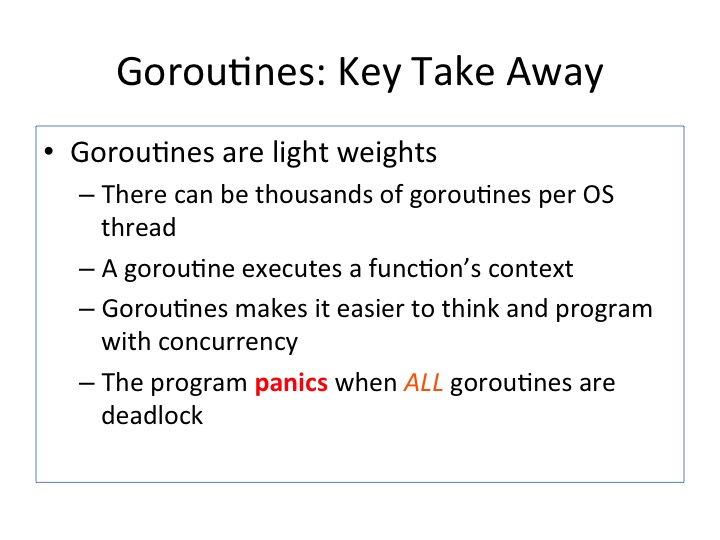 Goroutines: Key Take Away
• Goroutines are light weights
– There can be thousands of goroutines per OS
thread
– A goroutine executes a function’s context
– Goroutines makes it easier to think and program
with concurrency
– The program panics when ALL goroutines are
deadlock